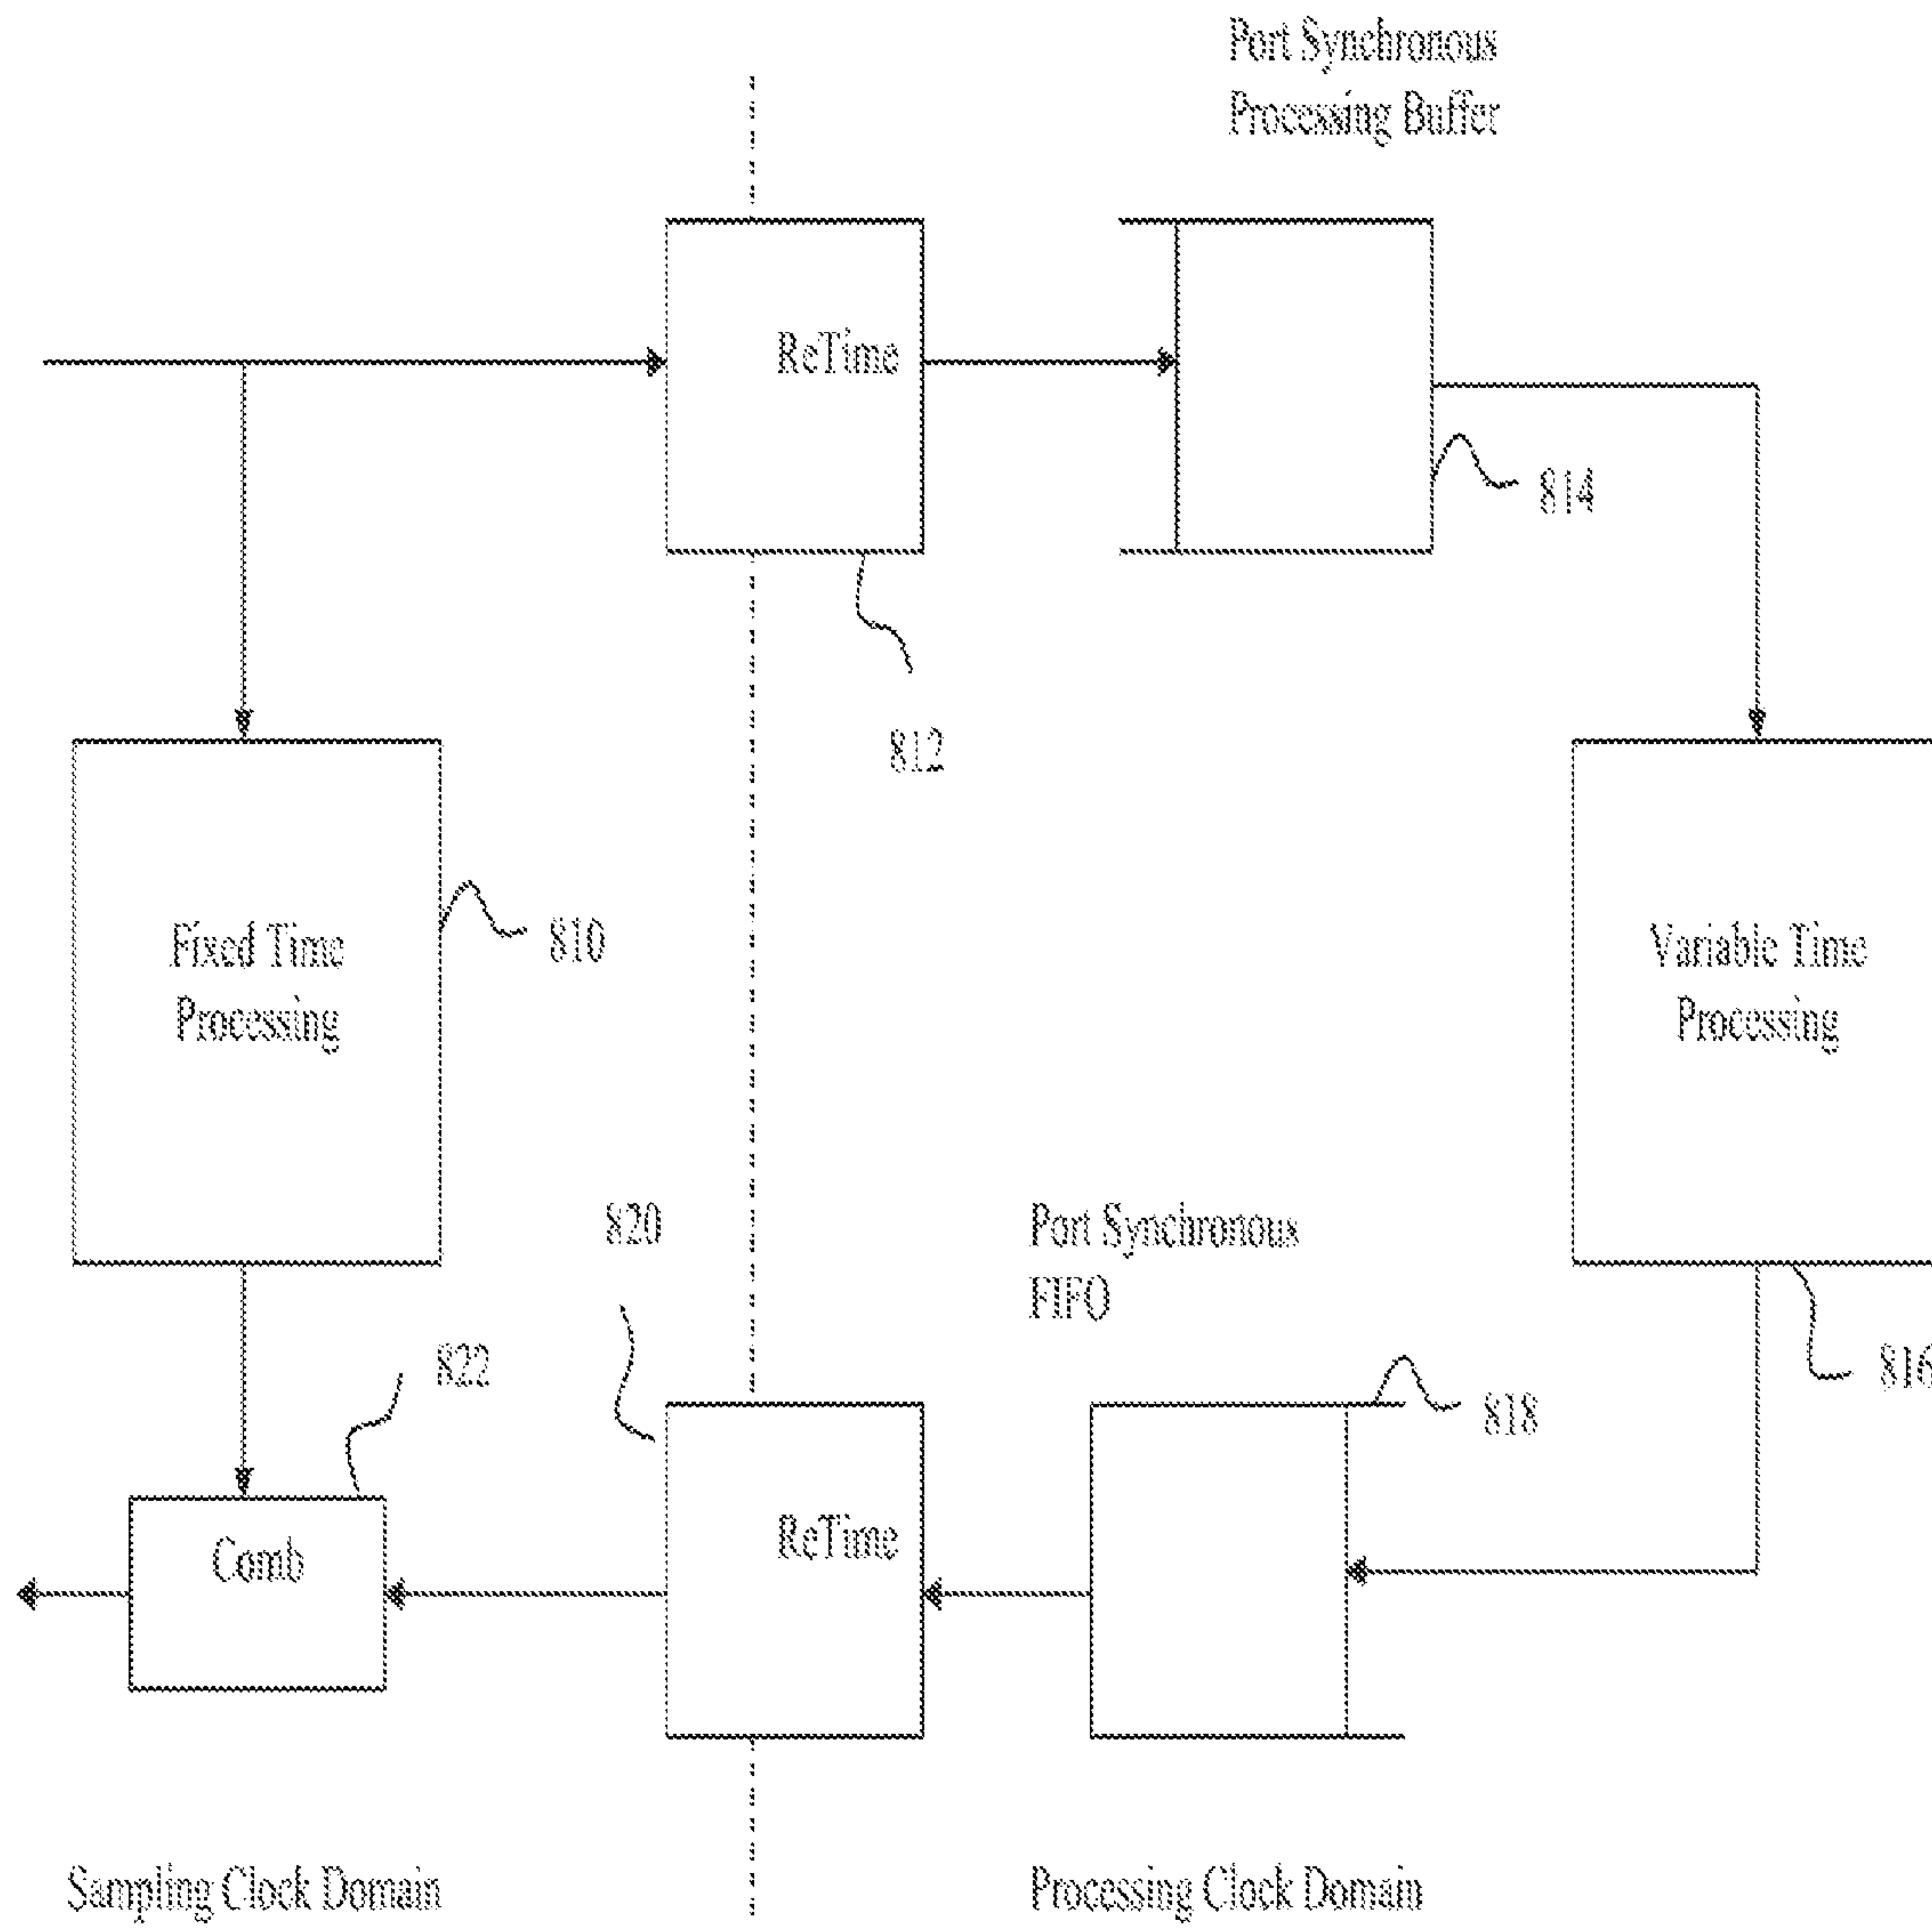 Port Synchronous
Processing Buffer
ReTime
814
812
Fixed Time
Processing
810
Variable Time
Processing
820
Port Synchronous
FIFO
822
816
818
ReTime
Comb
Sampling Clock Domain
Processing Clock Domain